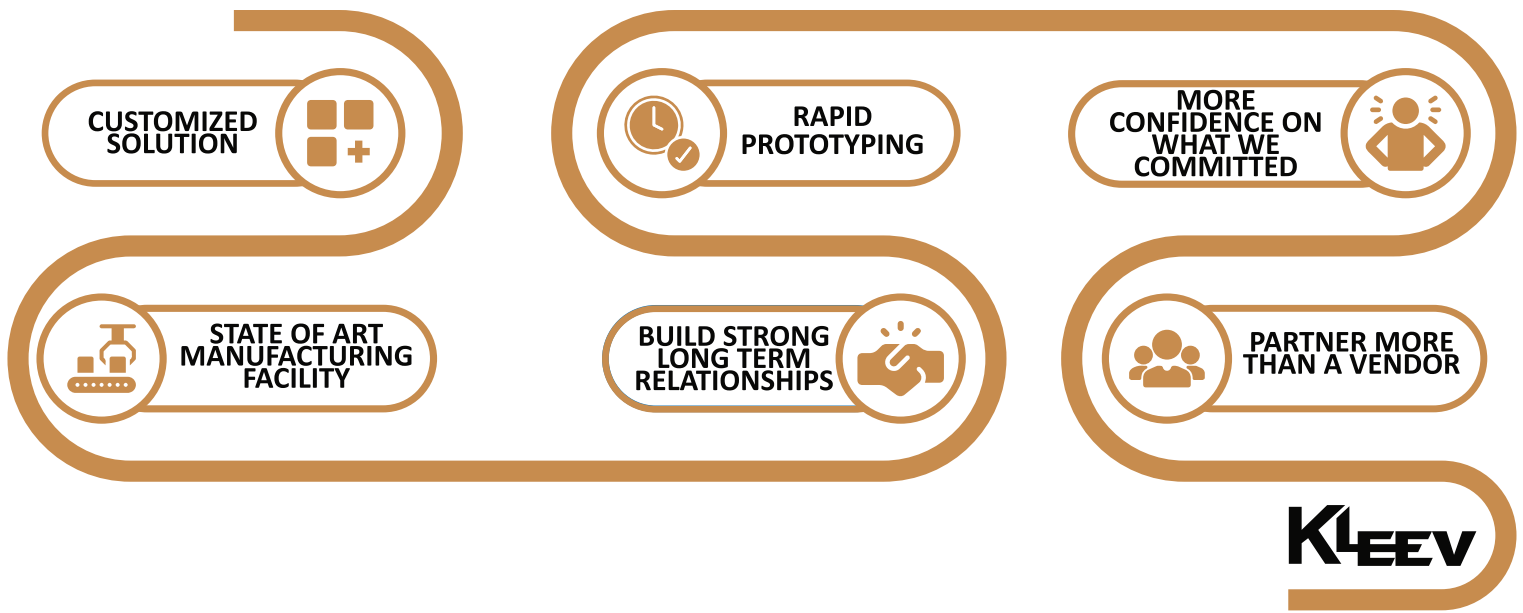 CUSTOMIZED
SOLUTION
STATE OF ART
MANUFACTURING
FACILITY
BUILD STRONG
LONG TERM
RELATIONSHIPS
RAPID
PROTOTYPING
MORE
CONFIDENCE ON
WHAT WE
COMMITTED
PARTNER MORE
THAN A VENDOR
KLEEV